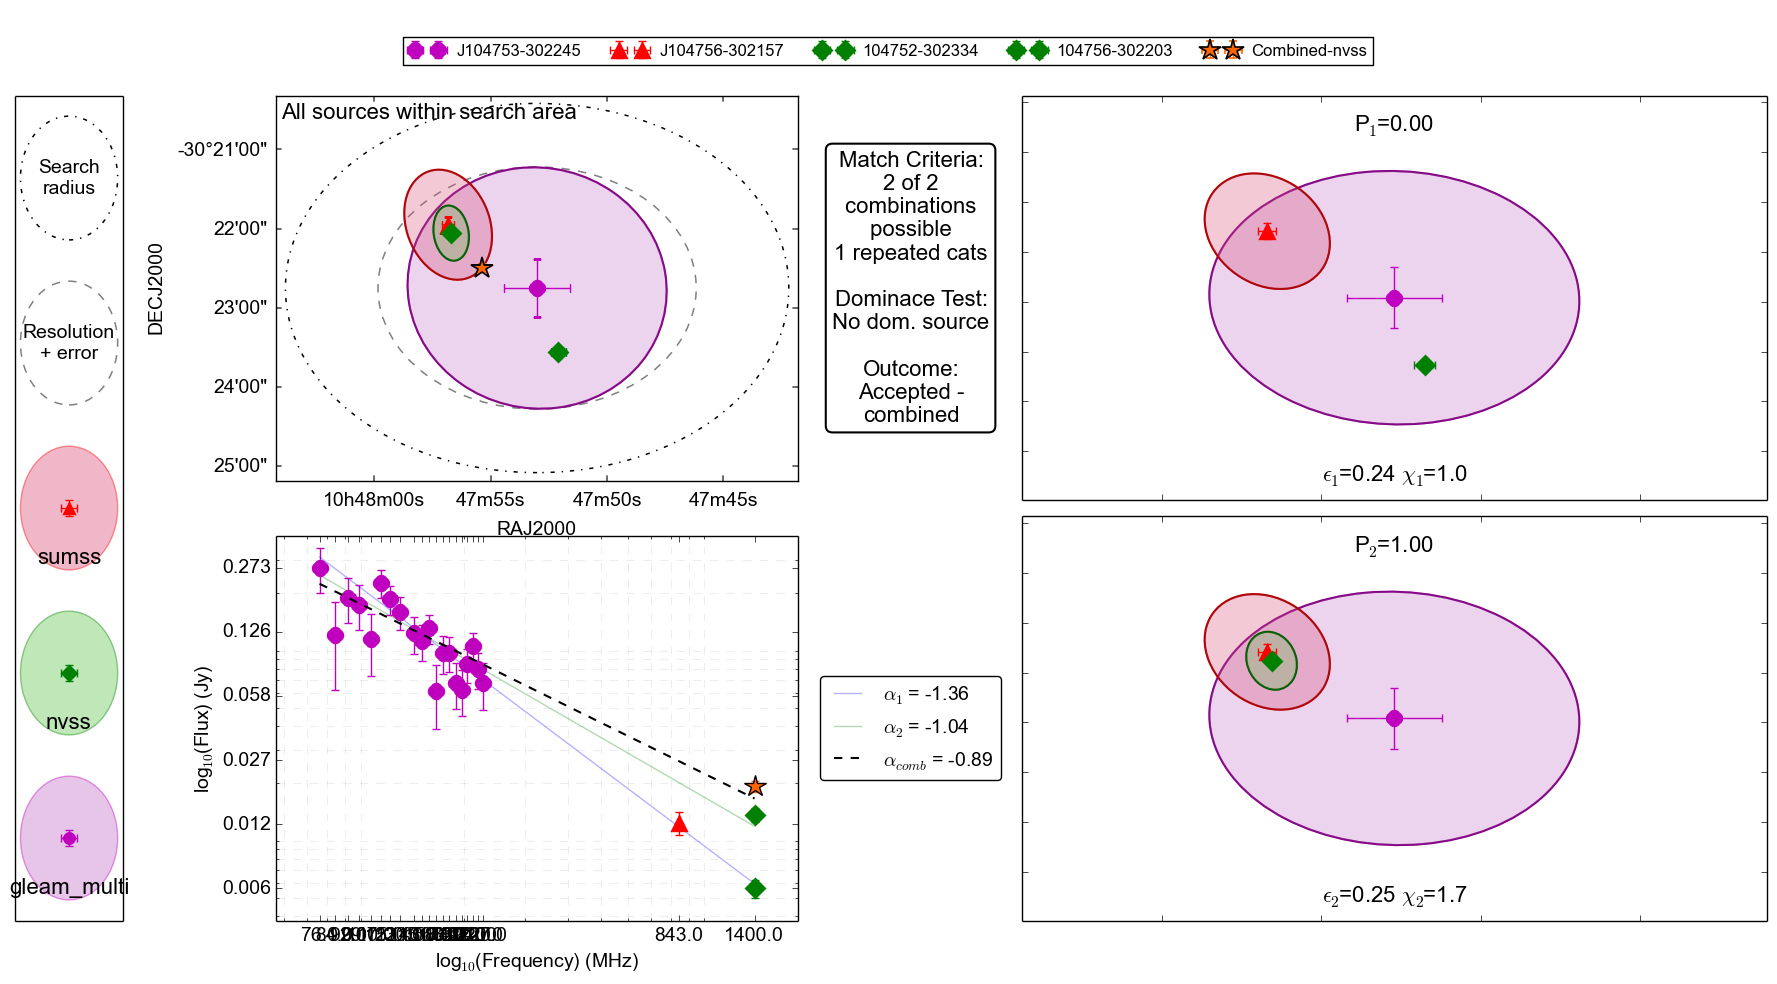 J104753-302245 J104756-302157 104752-302334 104756-302203 Combined-nvss
Search
radius
Resolution
+ error
sumss
nvss
gleam_multi
All sources within search area
DECJ2000
-30°21'00"
22'00"
23'00"
24'00"
25'00"
10h48m00s 47m55s 47m50s 47m45s
RAJ2000
Match Criteria:
2 of 2
combinations
possible
1 repeated cats
Dominace Test:
No dom. source
Outcome:
Accepted -
combined
P1=0.00
ϵ1=0.24 χ1=1.0
log10(Flux) (Jy)
0.273
0.126
0.058
0.027
0.012
0.006
843.0 1400.0
log10(Frequency) (MHz)
α1 = -1.36
α2 = -1.04
αcomb = -0.89
P2=1.00
ϵ2=0.25 χ2=1.7